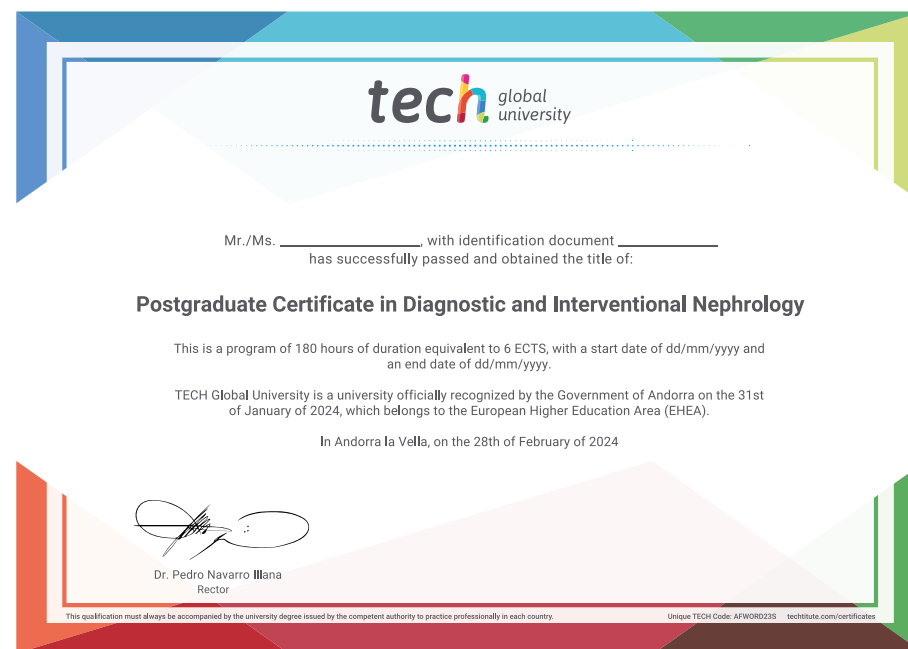 tech global university
Mr./Ms. ____________, with identification document ____________
has successfully passed and obtained the title of:
Postgraduate Certificate in Diagnostic and Interventional Nephrology
This is a program of 180 hours of duration equivalent to 6 ECTS, with a start date of dd/mm/yyyy and
an end date of dd/mm/yyyy.
TECH Global University is a university officially recognized by the Government of Andorra on the 31st
of January of 2024, which belongs to the European Higher Education Area (EHEA).
In Andorra la Vella, on the 28th of February of 2024
Dr. Pedro Navarro Illana
Rector
This qualification must always be accompanied by the university degree issued by the competent authority to practice professionally in each country.
Unique TECH Code: AFWORD23S techtitute.com/certificates